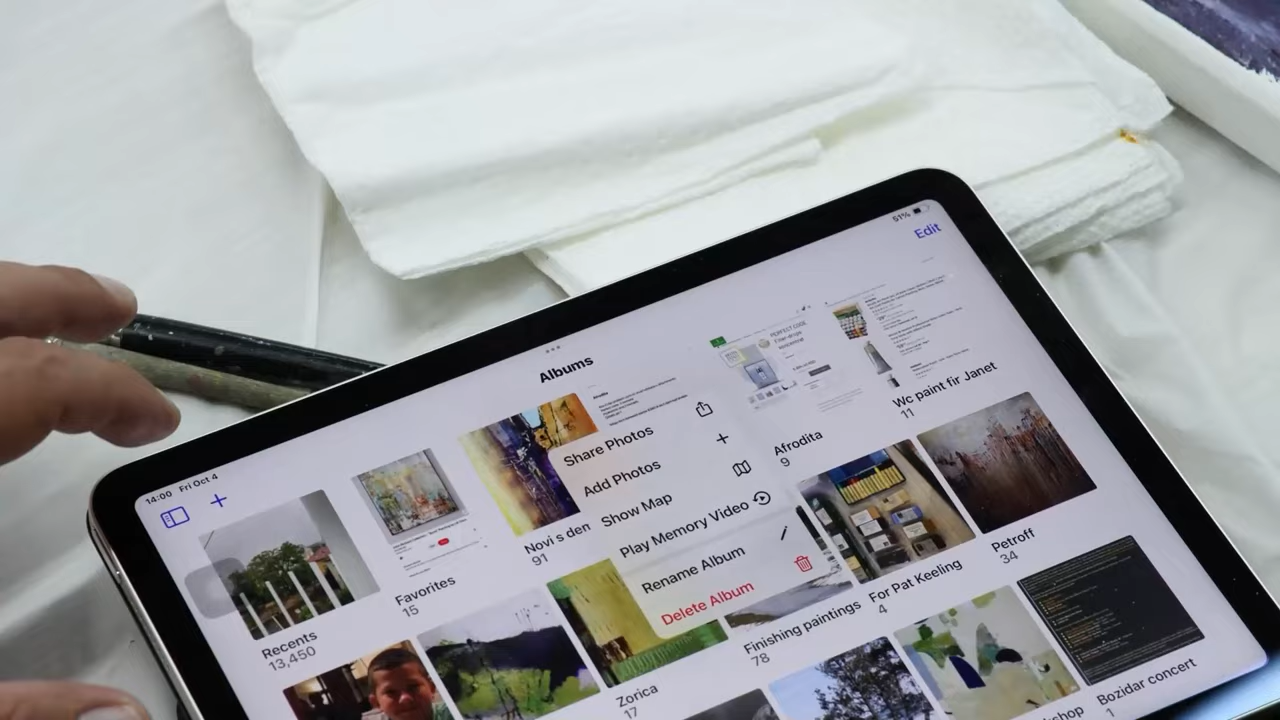 14:00 Fri Oct 4
51%
Edit
Albums
Recents
13,450
Favorites
15
Novi s den
91
Share Photos
Add Photos
Show Map
Play Memory Video
Rename Album
Delete Album
Afrodita
9
Wc paint fir Janet
11
PERFECT COOL
Zorica
17
Finishing paintings
78
For Pat Keeling
4
Petroff
34
shop
Bozidar concert
1